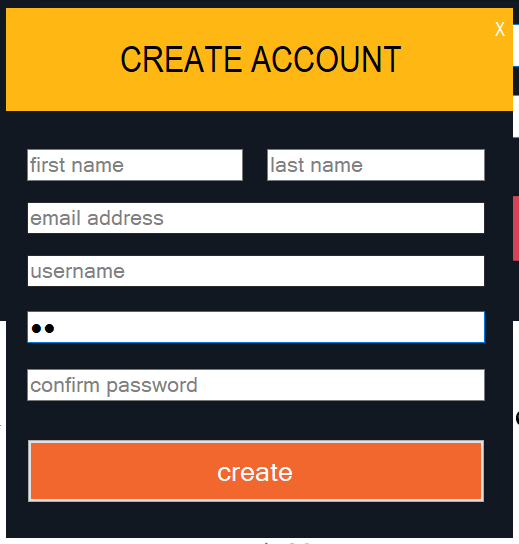 X
CREATE ACCOUNT
first name last name
email address
username
●●
confirm password
create